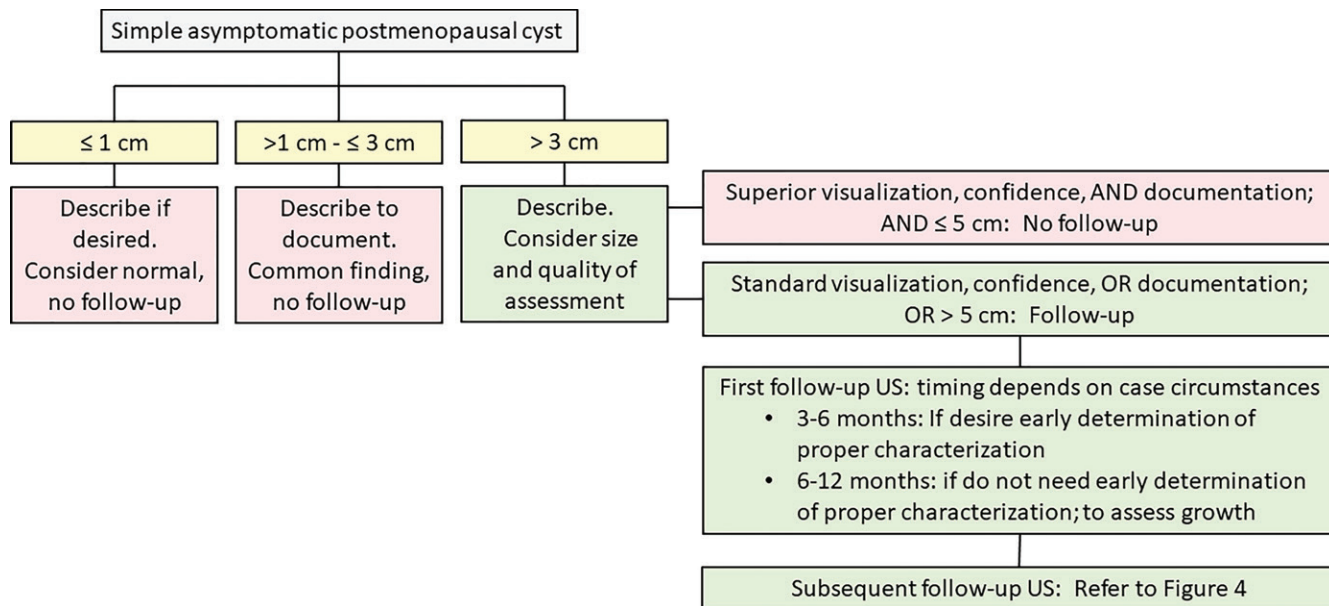 Simple asymptomatic postmenopausal cyst
≤ 1 cm
>1 cm - ≤ 3 cm
> 3 cm
Describe if
desired.
Consider normal,
no follow-up
Describe to
document.
Common finding,
no follow-up
Describe.
Consider size
and quality of
assessment
Superior visualization, confidence, AND documentation;
AND ≤ 5 cm: No follow-up
Standard visualization, confidence, OR documentation;
OR > 5 cm: Follow-up
First follow-up US: timing depends on case circumstances
• 3-6 months: If desire early determination of
proper characterization
• 6-12 months: if do not need early determination
of proper characterization; to assess growth
Subsequent follow-up US: Refer to Figure 4